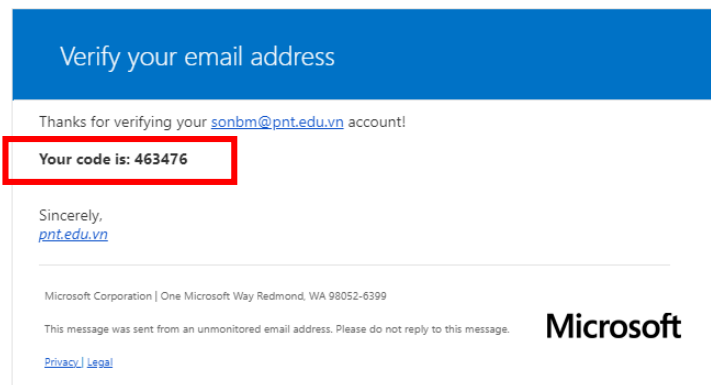 Verify your email address
Thanks for verifying your sonbm@pnt.edu.vn account!
Your code is: 463476
Sincerely,
pnt.edu.vn
Microsoft Corporation | One Microsoft Way Redmond, WA 98052-6399
This message was sent from an unmonitored email address. Please do not reply to this message.
Microsoft
Privacy | Legal